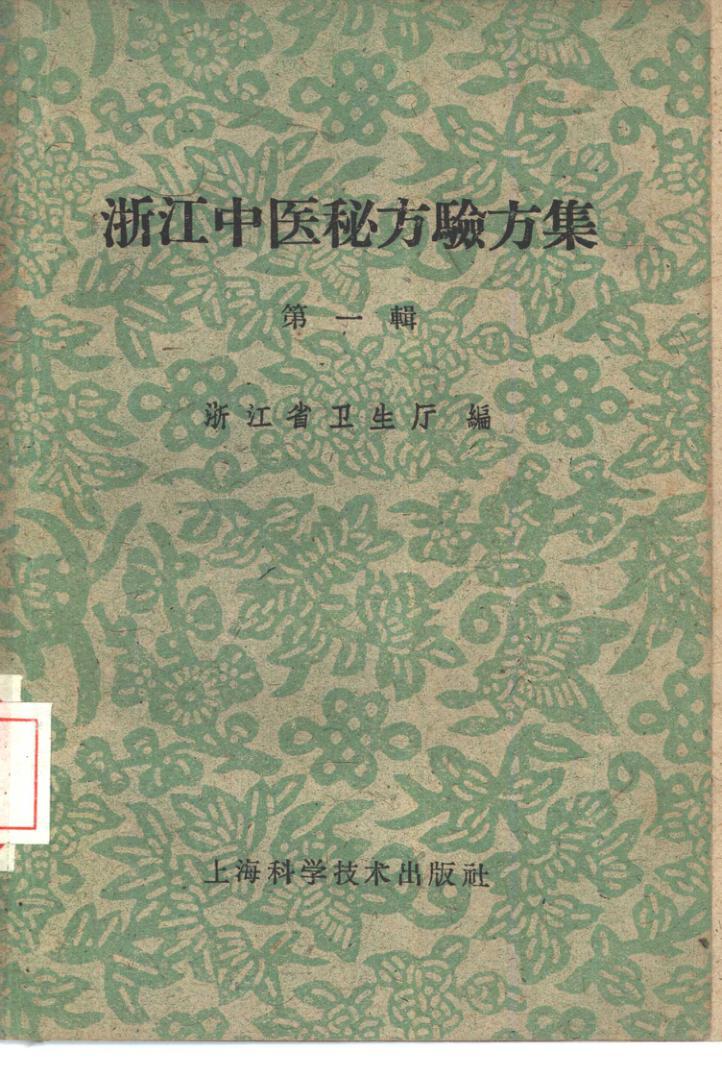 浙江中医秘方驗方集
第一輯
浙江省卫生厅 編
上海科学技术出版社